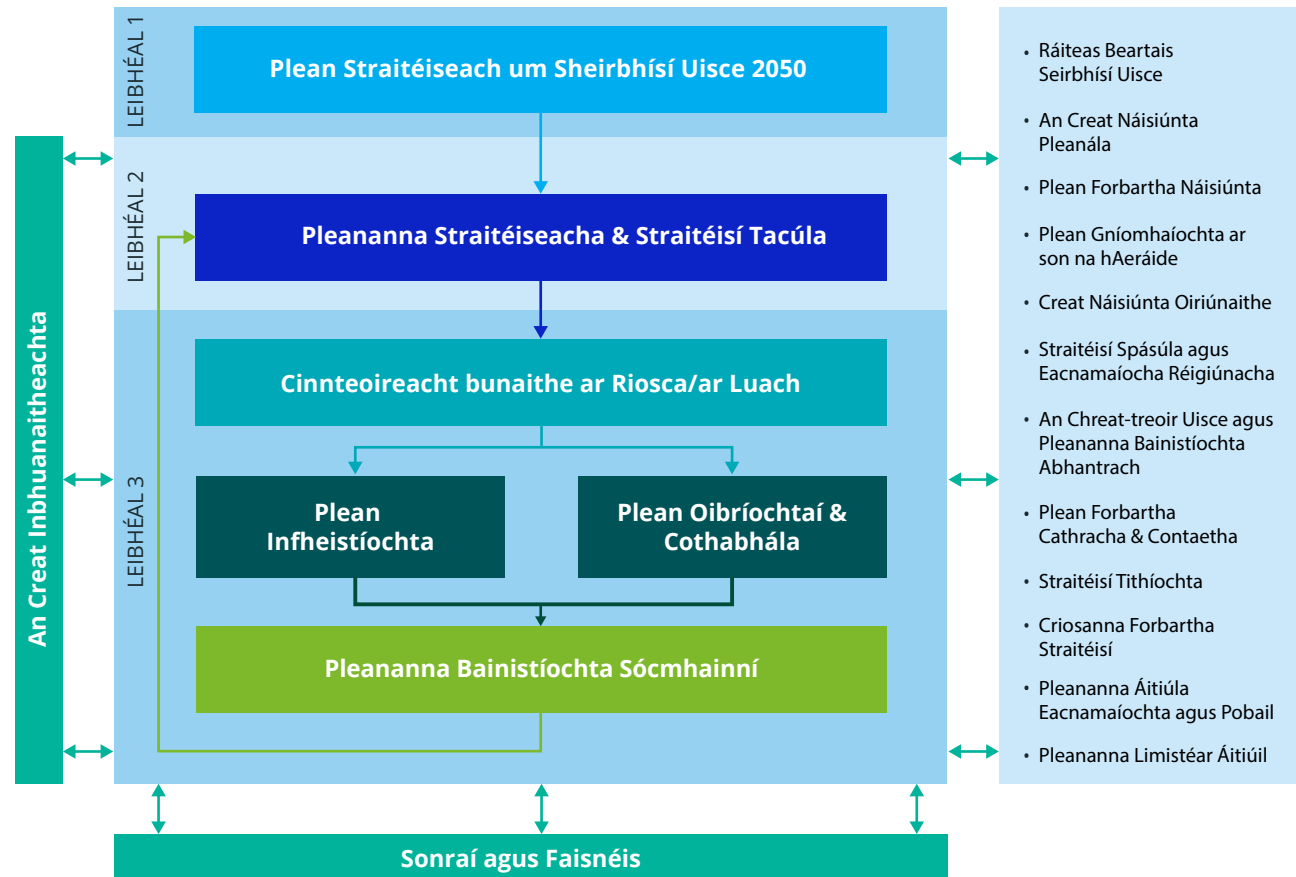 LEIBHÉAL 1
Plean Straitéiseach um Sheirbhísí Uisce 2050
LEIBHÉAL 2
Pleananna Straitéiseacha & Straitéisí Tacúla
LEIBHÉAL 3
Cinnteoireacht bunaithe ar Riosca/ar Luach
Plean
Infheistíochta
Plean Oibríochtaí &
Cothabhála
Pleananna Bainistíochta Sócmhainní
An Creat Inbhuanaitheachta
Sonraí agus Faisnéis
• Ráiteas Beartais
Seirbhísí Uisce
• An Creat Náisiúnta
Pleanála
• Plean Forbartha Náisiúnta
• Plean Gníomhaíochta ar
son na hAeráide
• Creat Náisiúnta Oiriúnaithe
• Straitéisí Spásúla agus
Eacnamaíocha Réigiúnacha
• An Chreat-treoir Uisce agus
Pleananna Bainistíochta
Abhantrach
• Plean Forbartha
Cathracha & Contaetha
• Straitéisí Tithíochta
• Criosanna Forbartha
Straitéisí
• Pleananna Áitiúla
Eacnamaíochta agus Pobail
• Pleananna Limistéar Áitiúil